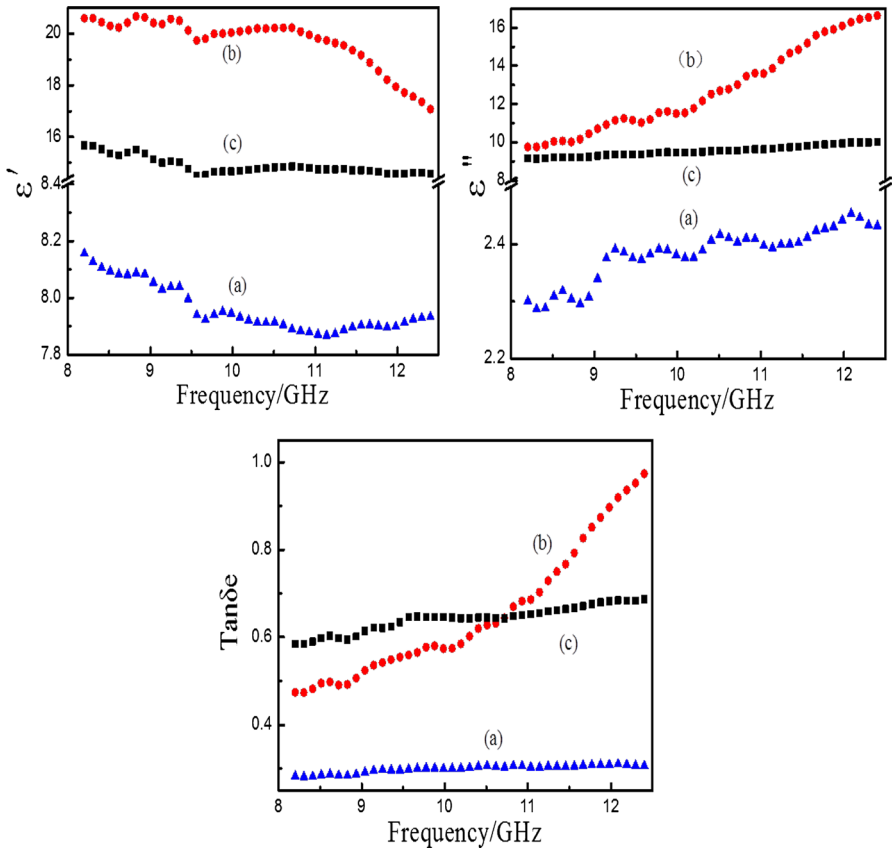 20
18
16
8.4
8.2
8.0
7.8
ε′
(b)
(c)
(a)
8 9 10 11 12
Frequency/GHz
16
14
12
10
8
2.4
2.2
ε"
(b)
(c)
(a)
8 9 10 11 12
Frequency/GHz
1.0
0.8
0.6
0.4
Tanδe
(b)
(c)
(a)
8 9 10 11 12
Frequency/GHz